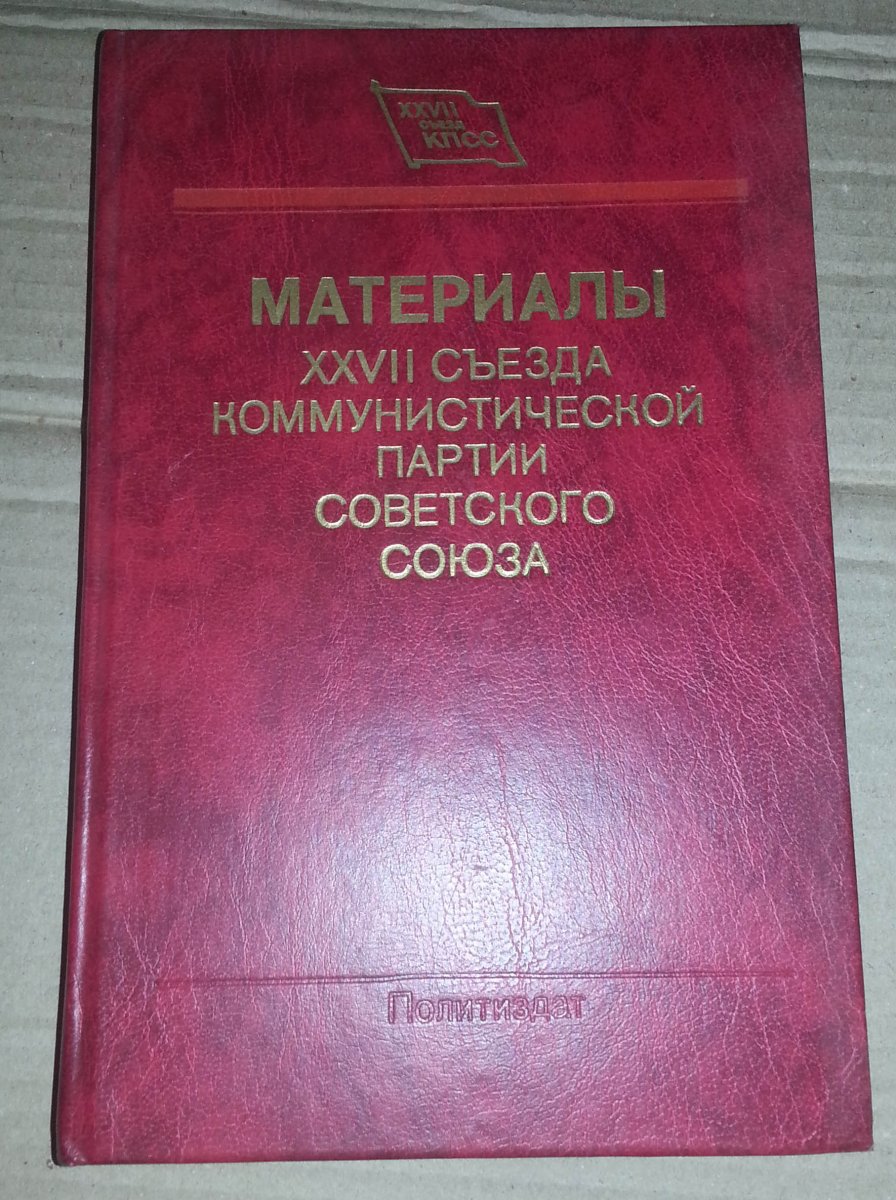 XXVII
съезд
КПСС
МАТЕРИАЛЫ
XXVII СЪЕЗДА
КОММУНИСТИЧЕСКОЙ
ПАРТИИ
СОВЕТСКОГО
СОЮЗА
Политиздат